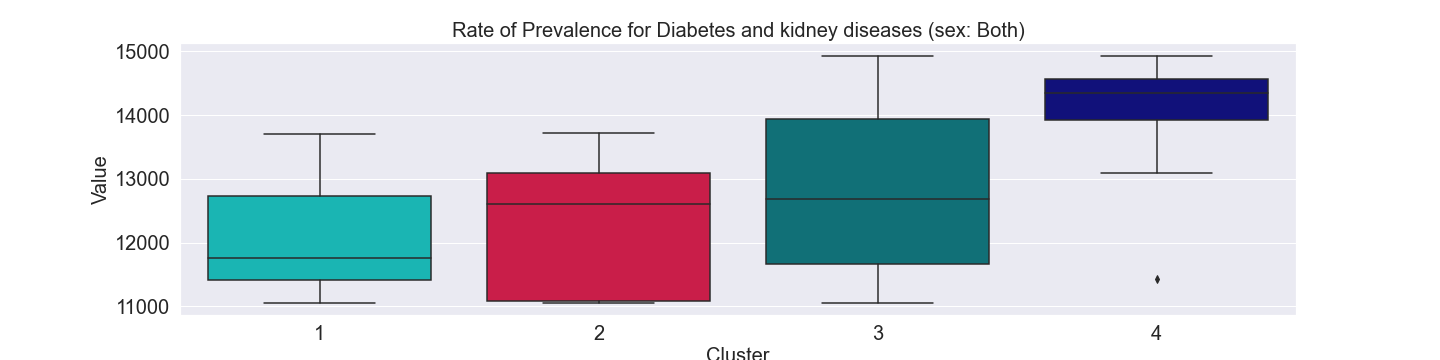 Rate of Prevalence for Diabetes and kidney diseases (sex: Both)
15000
14000
13000
12000
11000
Value
1 2 3 4
Cluster